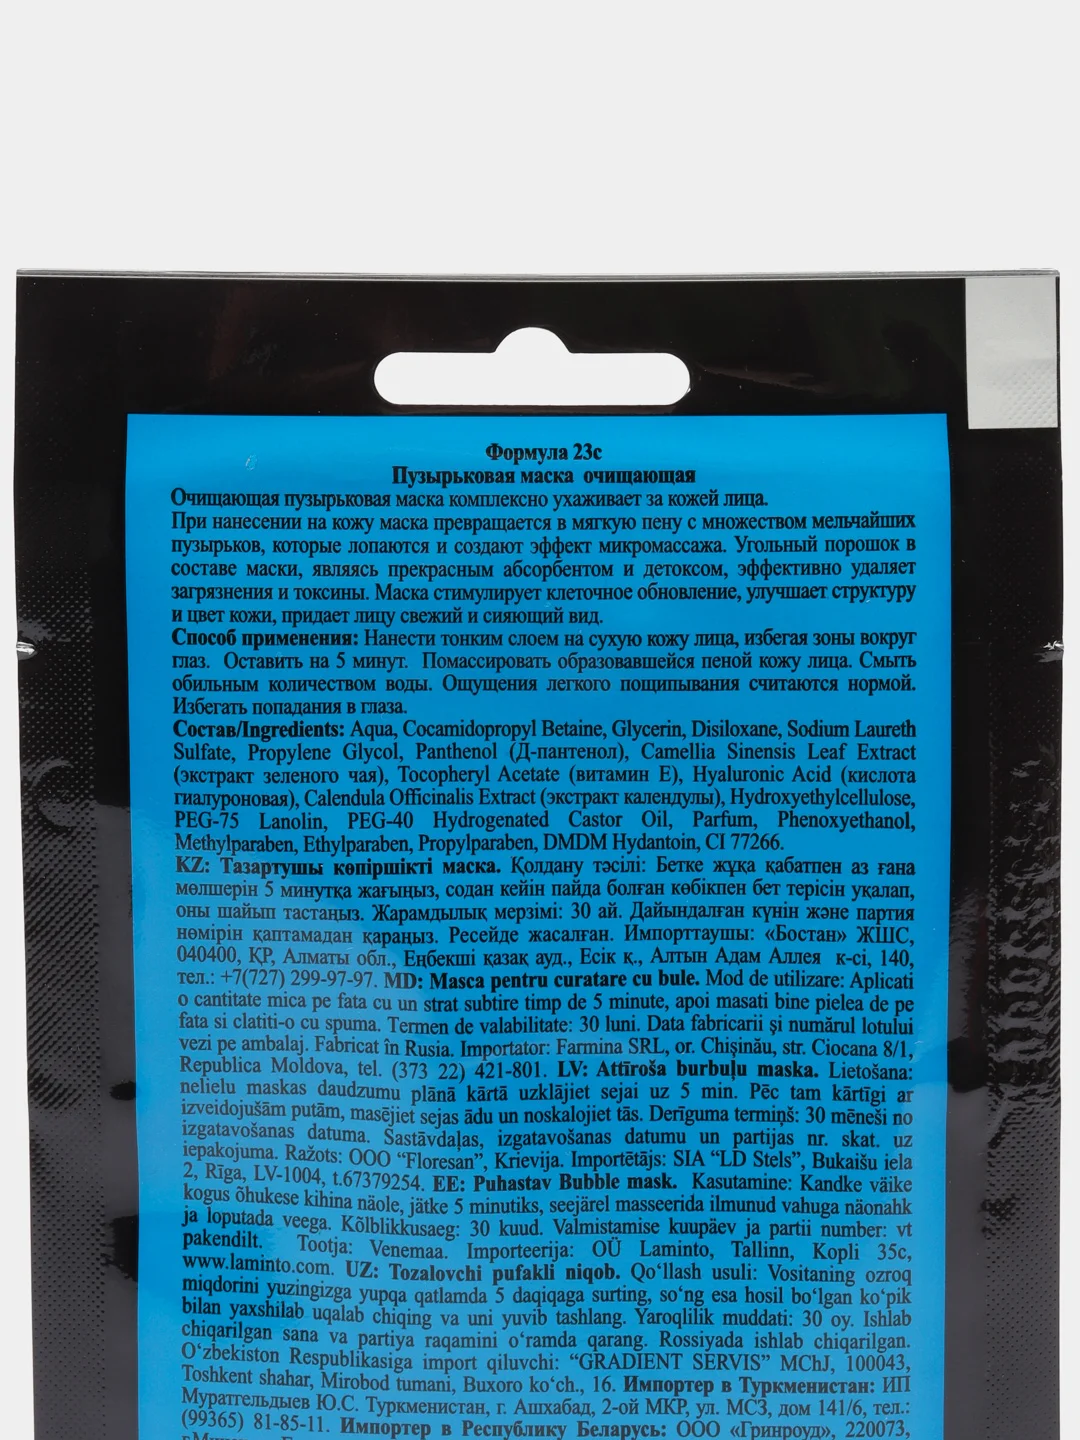 Формула 23с
Пузырьковая маска очищающая
Очищающая пузырьковая маска комплексно ухаживает за кожей лица.
При нанесении на кожу маска превращается в мягкую пену с множеством мельчайших
пузырьков, которые лопаются и создают эффект микромассажа. Угольный порошок в
составе маски, являясь прекрасным абсорбентом и детоксом, эффективно удаляет
загрязнения и токсины. Маска стимулирует клеточное обновление, улучшает структуру
и цвет кожи, придает лицу свежий и сияющий вид.
Способ применения: Нанести тонким слоем на сухую кожу лица, избегая зоны вокруг
глаз. Оставить на 5 минут. Помассировать образовавшейся пеной кожу лица. Смыть
обильным количеством воды. Ощущения легкого пощипывания считаются нормой.
Избегать попадания в глаза.
Состав/Ingredients: Aqua, Cocamidopropyl Betaine, Glycerin, Disiloxane, Sodium Laureth
Sulfate, Propylene Glycol, Panthenol (Д-пантенол), Camellia Sinensis Leaf Extract
(экстракт зеленого чая), Tocopheryl Acetate (витамин Е), Hyaluronic Acid (кислота
гиалуроновая), Calendula Officinalis Extract (экстракт календулы), Hydroxyethylcellulose,
PEG-75 Lanolin, PEG-40 Hydrogenated Castor Oil, Parfum, Phenoxyethanol,
Methylparaben, Ethylparaben, Propylparaben, DMDM Hydantoin, CI 77266.
KZ: Тазартушы көпіршікті маска. Қолдану тәсілі: Бетке жұқа қабатпен аз ғана
мөлшерін 5 минутқа жағыңыз, содан кейін пайда болған көбікпен бет терісін уқалап,
оны шайып тастаңыз. Жарамдылық мерзімі: 30 ай. Дайындалған күнін және партия
нөмірін қаптамадан қараңыз. Ресейде жасалған. Импорттаушы: «Бостан» ЖШС,
040400, ҚР, Алматы обл., Еңбекші қазақ ауд., Есік қ., Алтын Адам Аллея к-сі, 140,
тел.: +7(727) 299-97-97. MD: Masca pentru curatare cu bule. Mod de utilizare: Aplicati
o cantitate mica pe fata cu un strat subtire timp de 5 minute, apoi masati bine pielea de pe
fata si clatiti-o cu spuma. Termen de valabilitate: 30 luni. Data fabricarii şi numărul lotului
vezi pe ambalaj. Fabricat în Rusia. Importator: Farmina SRL, or. Chişinău, str. Ciocana 8/1,
Republica Moldova, tel. (373 22) 421-801. LV: Attīroša burbuļu maska. Lietošana:
nelielu maskas daudzumu plānā kārtā uzklājiet sejai uz 5 min. Pēc tam kārtīgi ar
izveidojušām putām, masējiet sejas ādu un noskalojiet tās. Derīguma termiņš: 30 mēneši no
izgatavošanas datuma. Sastāvdaļas, izgatavošanas datumu un partijas nr. skat. uz
iepakojuma. Ražots: OOO “Floresan”, Krievija. Importētājs: SIA “LD Stels”, Bukaišu iela
2, Rīga, LV-1004, t.67379254. EE: Puhastav Bubble mask. Kasutamine: Kandke väike
kogus õhukese kihina näole, jätke 5 minutiks, seejärel masseerida ilmunud vahuga näonahk
ja loputada veega. Kõlblikkusaeg: 30 kuud. Valmistamise kuupäev ja partii number: vt
pakendilt. Tootja: Venemaa. Importeerija: OÜ Laminto, Tallinn, Kopli 35c,
www.laminto.com. UZ: Tozalovchi pufakli niqob. Qo‘llash usuli: Vositaning ozroq
miqdorini yuzingizga yupqa qatlamda 5 daqiqaga surting, so‘ng esa hosil bo‘lgan ko‘pik
bilan yaxshilab uqalab chiqing va uni yuvib tashlang. Yaroqlilik muddati: 30 oy. Ishlab
chiqarilgan sana va partiya raqamini o‘ramda qarang. Rossiyada ishlab chiqarilgan.
O‘zbekiston Respublikasiga import qiluvchi: “GRADIENT SERVIS” MChJ, 100043,
Toshkent shahar, Mirobod tumani, Buxoro ko‘ch., 16. Импортер в Туркменистан: ИП
Мураттельдыев Ю.С. Туркменистан, г. Ашхабад, 2-ой МКР, ул. МСЗ, дом 141/6, тел.:
(99365) 81-85-11. Импортер в Республику Беларусь: ООО «Гринроуд», 220073,